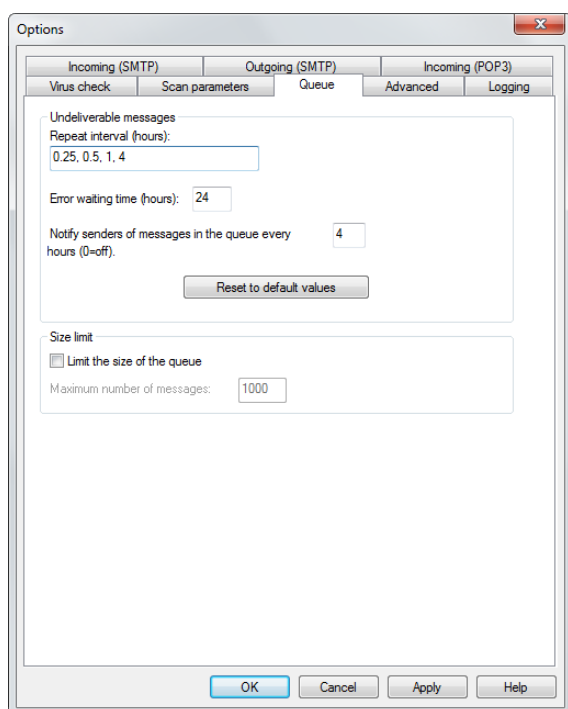 Options
Incoming (SMTP) Outgoing (SMTP) Incoming (POP3)
Virus check Scan parameters Queue Advanced Logging
Undeliverable messages
Repeat interval (hours):
0.25, 0.5, 1, 4
Error waiting time (hours): 24
Notify senders of messages in the queue every 4
hours (0=off).
Reset to default values
Size limit
Limit the size of the queue
Maximum number of messages: 1000
OK Cancel Apply Help